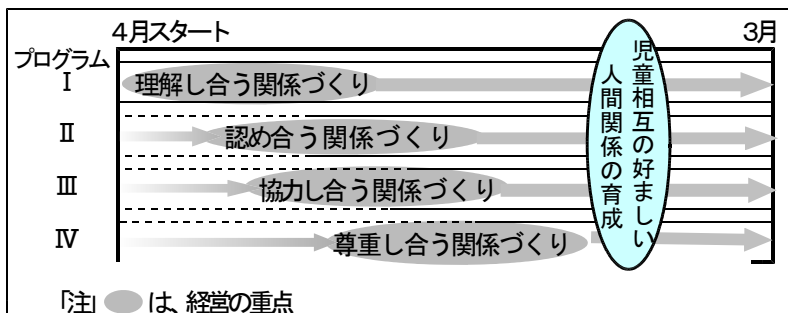 4月スタート
3月
プログラム
Ⅰ
理解し合う関係づくり
Ⅱ
認め合う関係づくり
Ⅲ
協力し合う関係づくり
Ⅳ
尊重し合う関係づくり
児童相互の好ましい
人間関係の育成
「注」 は、経営の重点